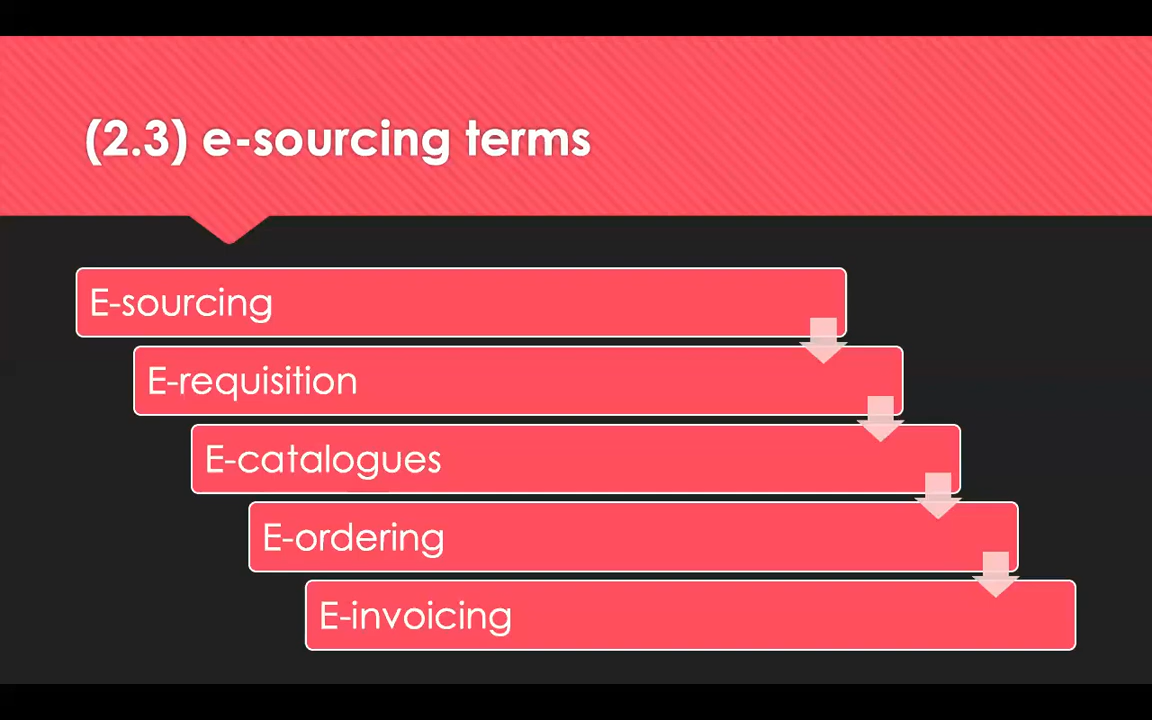 (2.3) e-sourcing terms
E-sourcing
E-requisition
E-catalogues
E-ordering
E-invoicing